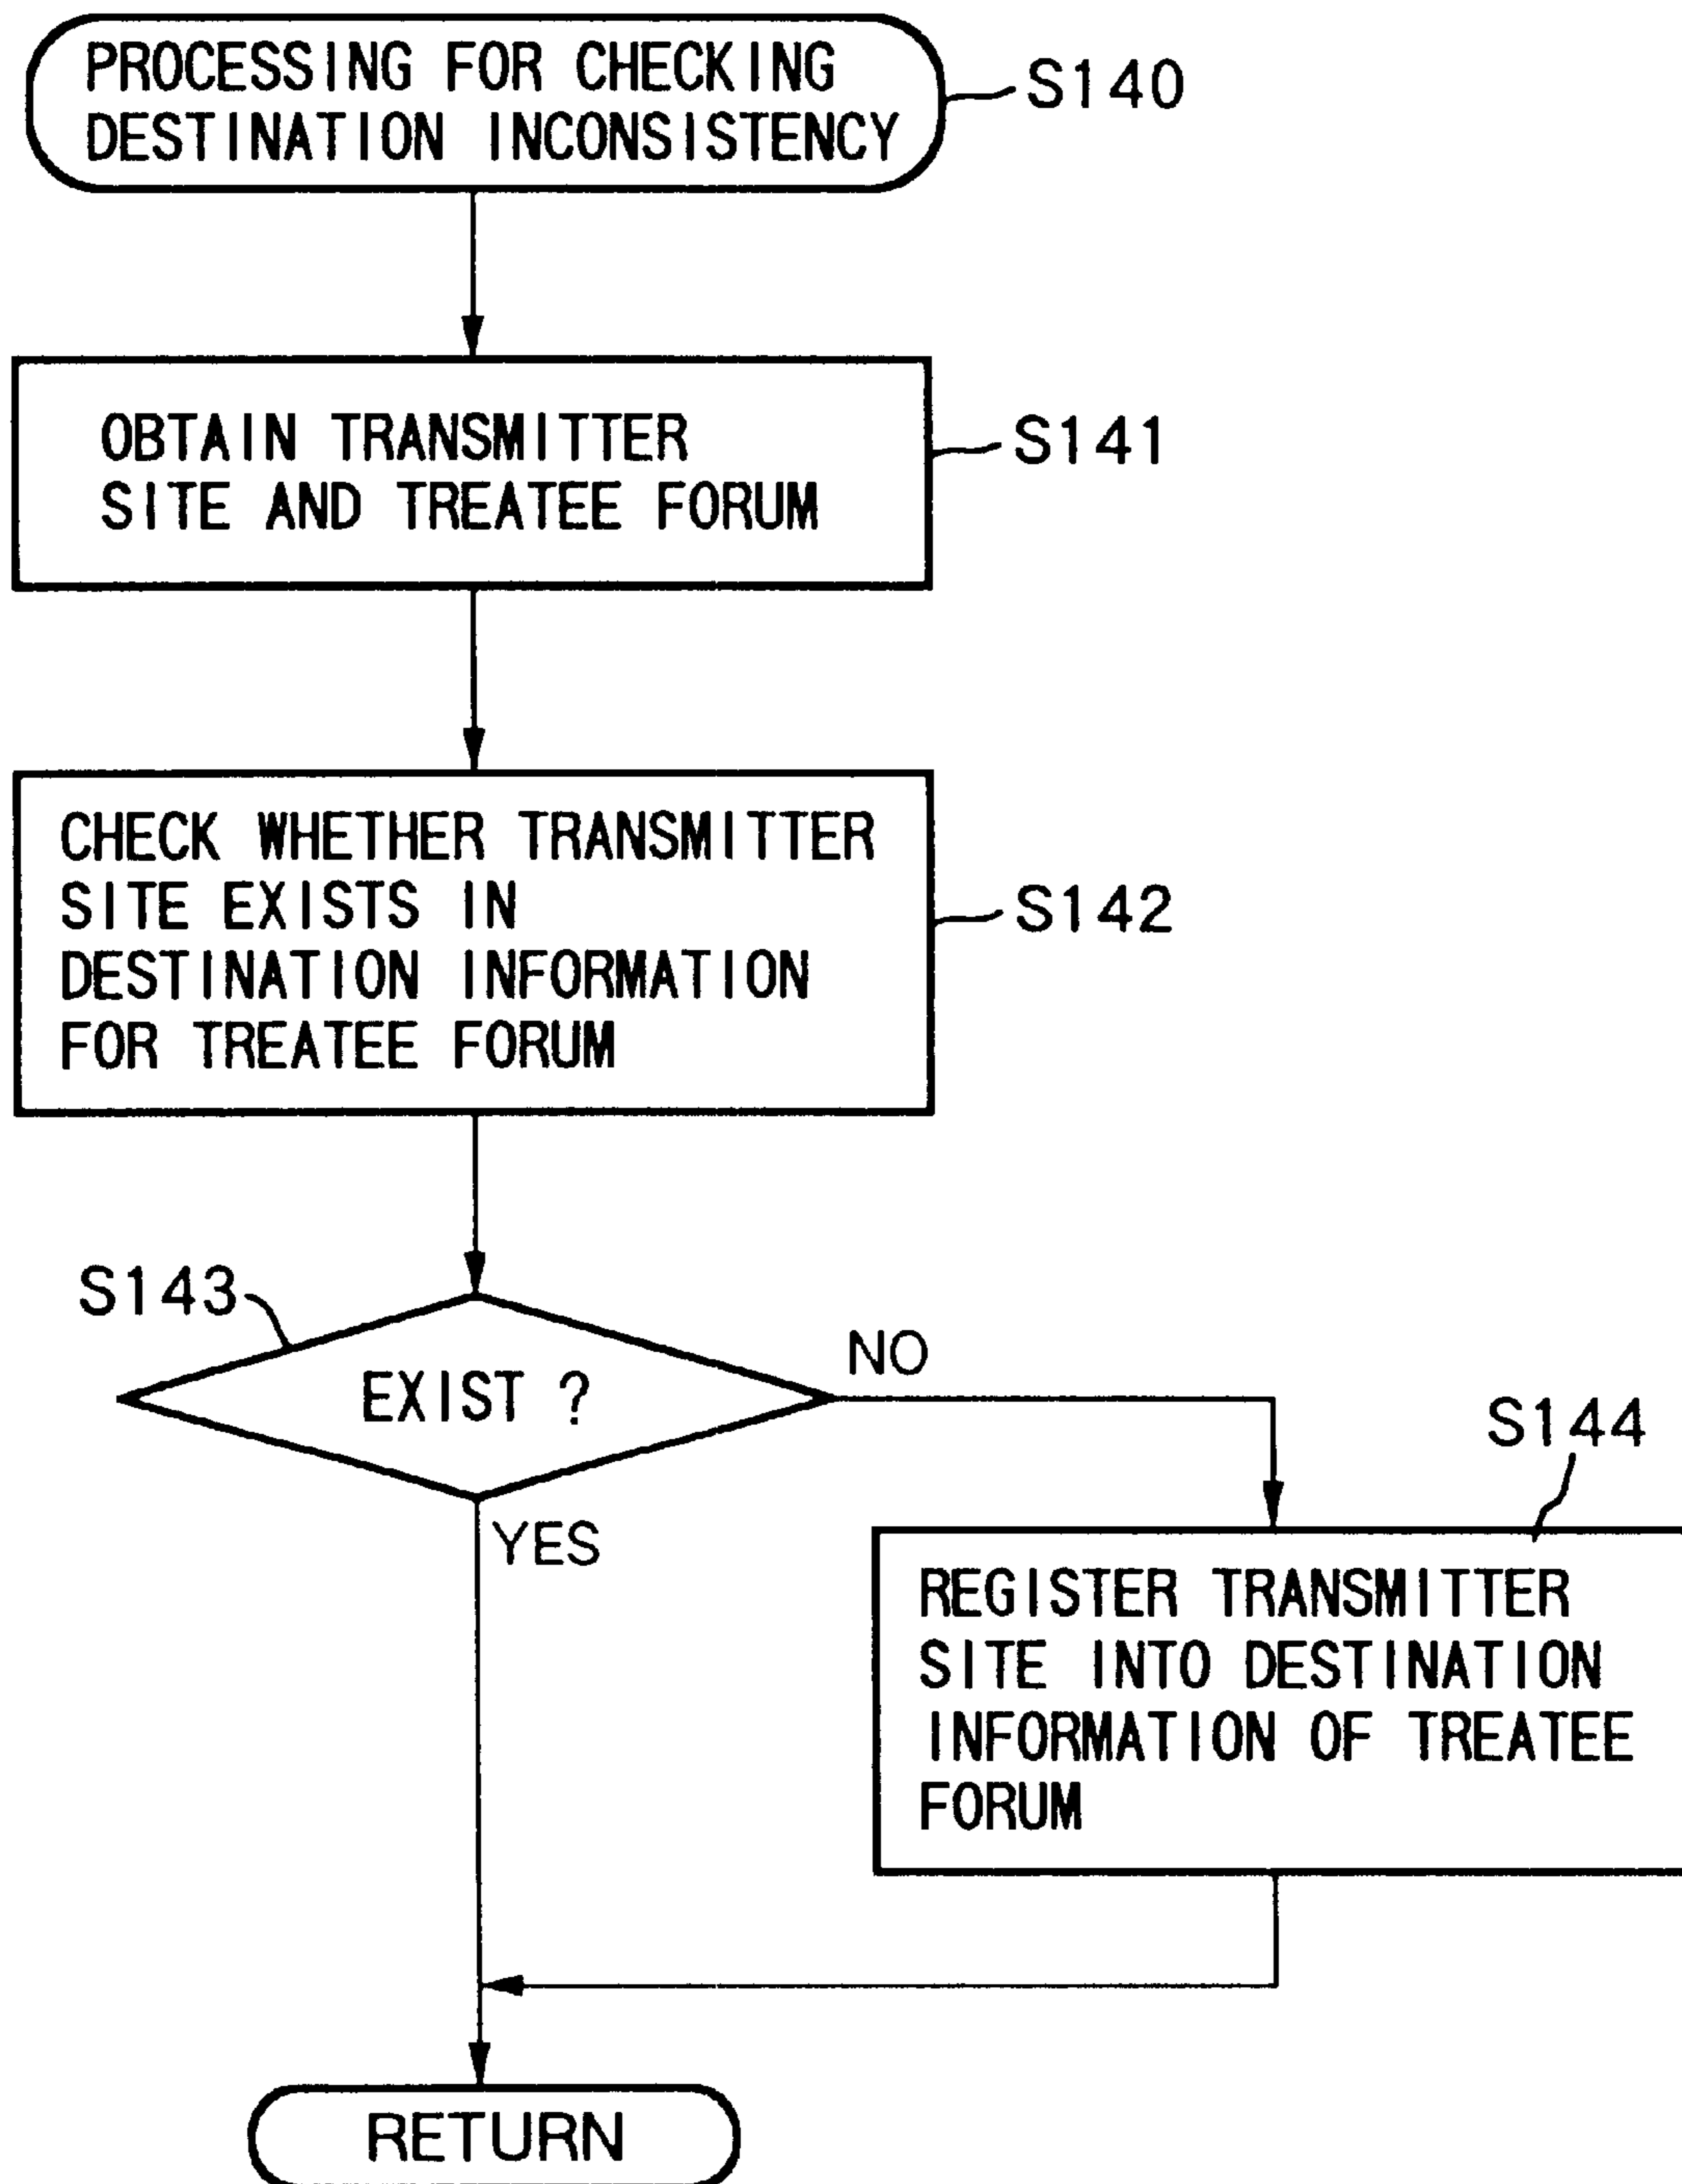 PROCESSING FOR CHECKING
DESTINATION INCONSISTENCY
S140
OBTAIN TRANSMITTER
SITE AND TREATEE FORUM
S141
CHECK WHETHER TRANSMITTER
SITE EXISTS IN
DESTINATION INFORMATION
FOR TREATEE FORUM
S142
S143
EXIST ?
NO
YES
S144
REGISTER TRANSMITTER
SITE INTO DESTINATION
INFORMATION OF TREATEE
FORUM
RETURN